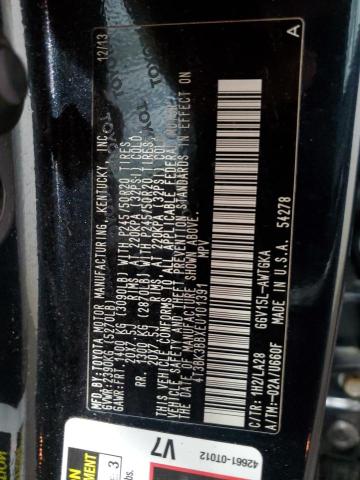 MFD BY: TOYOTA MOTOR MANUFACTURING KENTUCKY, INC. 12/13
GVWR: 2390KG (5270LB)
GAWR: FRT. 1400 KG (3090LB) WITH P245/50R20 TIRES
20X7.5J RIMS AT 220KPA (32PSI) COLD
RR. 1300 KG (2870LB) WITH P245/50R20 TIRES
20X7.5J RIMS AT 220KPA (32PSI) COLD
THIS VEHICLE CONFORMS TO ALL APPLICABLE FEDERAL MOTOR
VEHICLE SAFETY AND THEFT PREVENTION STANDARDS IN EFFECT
ON THE DATE OF MANUFACTURE SHOWN ABOVE.
MPV
A
C/TR: 1H2/LA28 GGV15L-AWTGKA
A/TM:-02A/U660F MADE IN U.S.A. 54278
42661-0T012
V7
3
TOYOTA